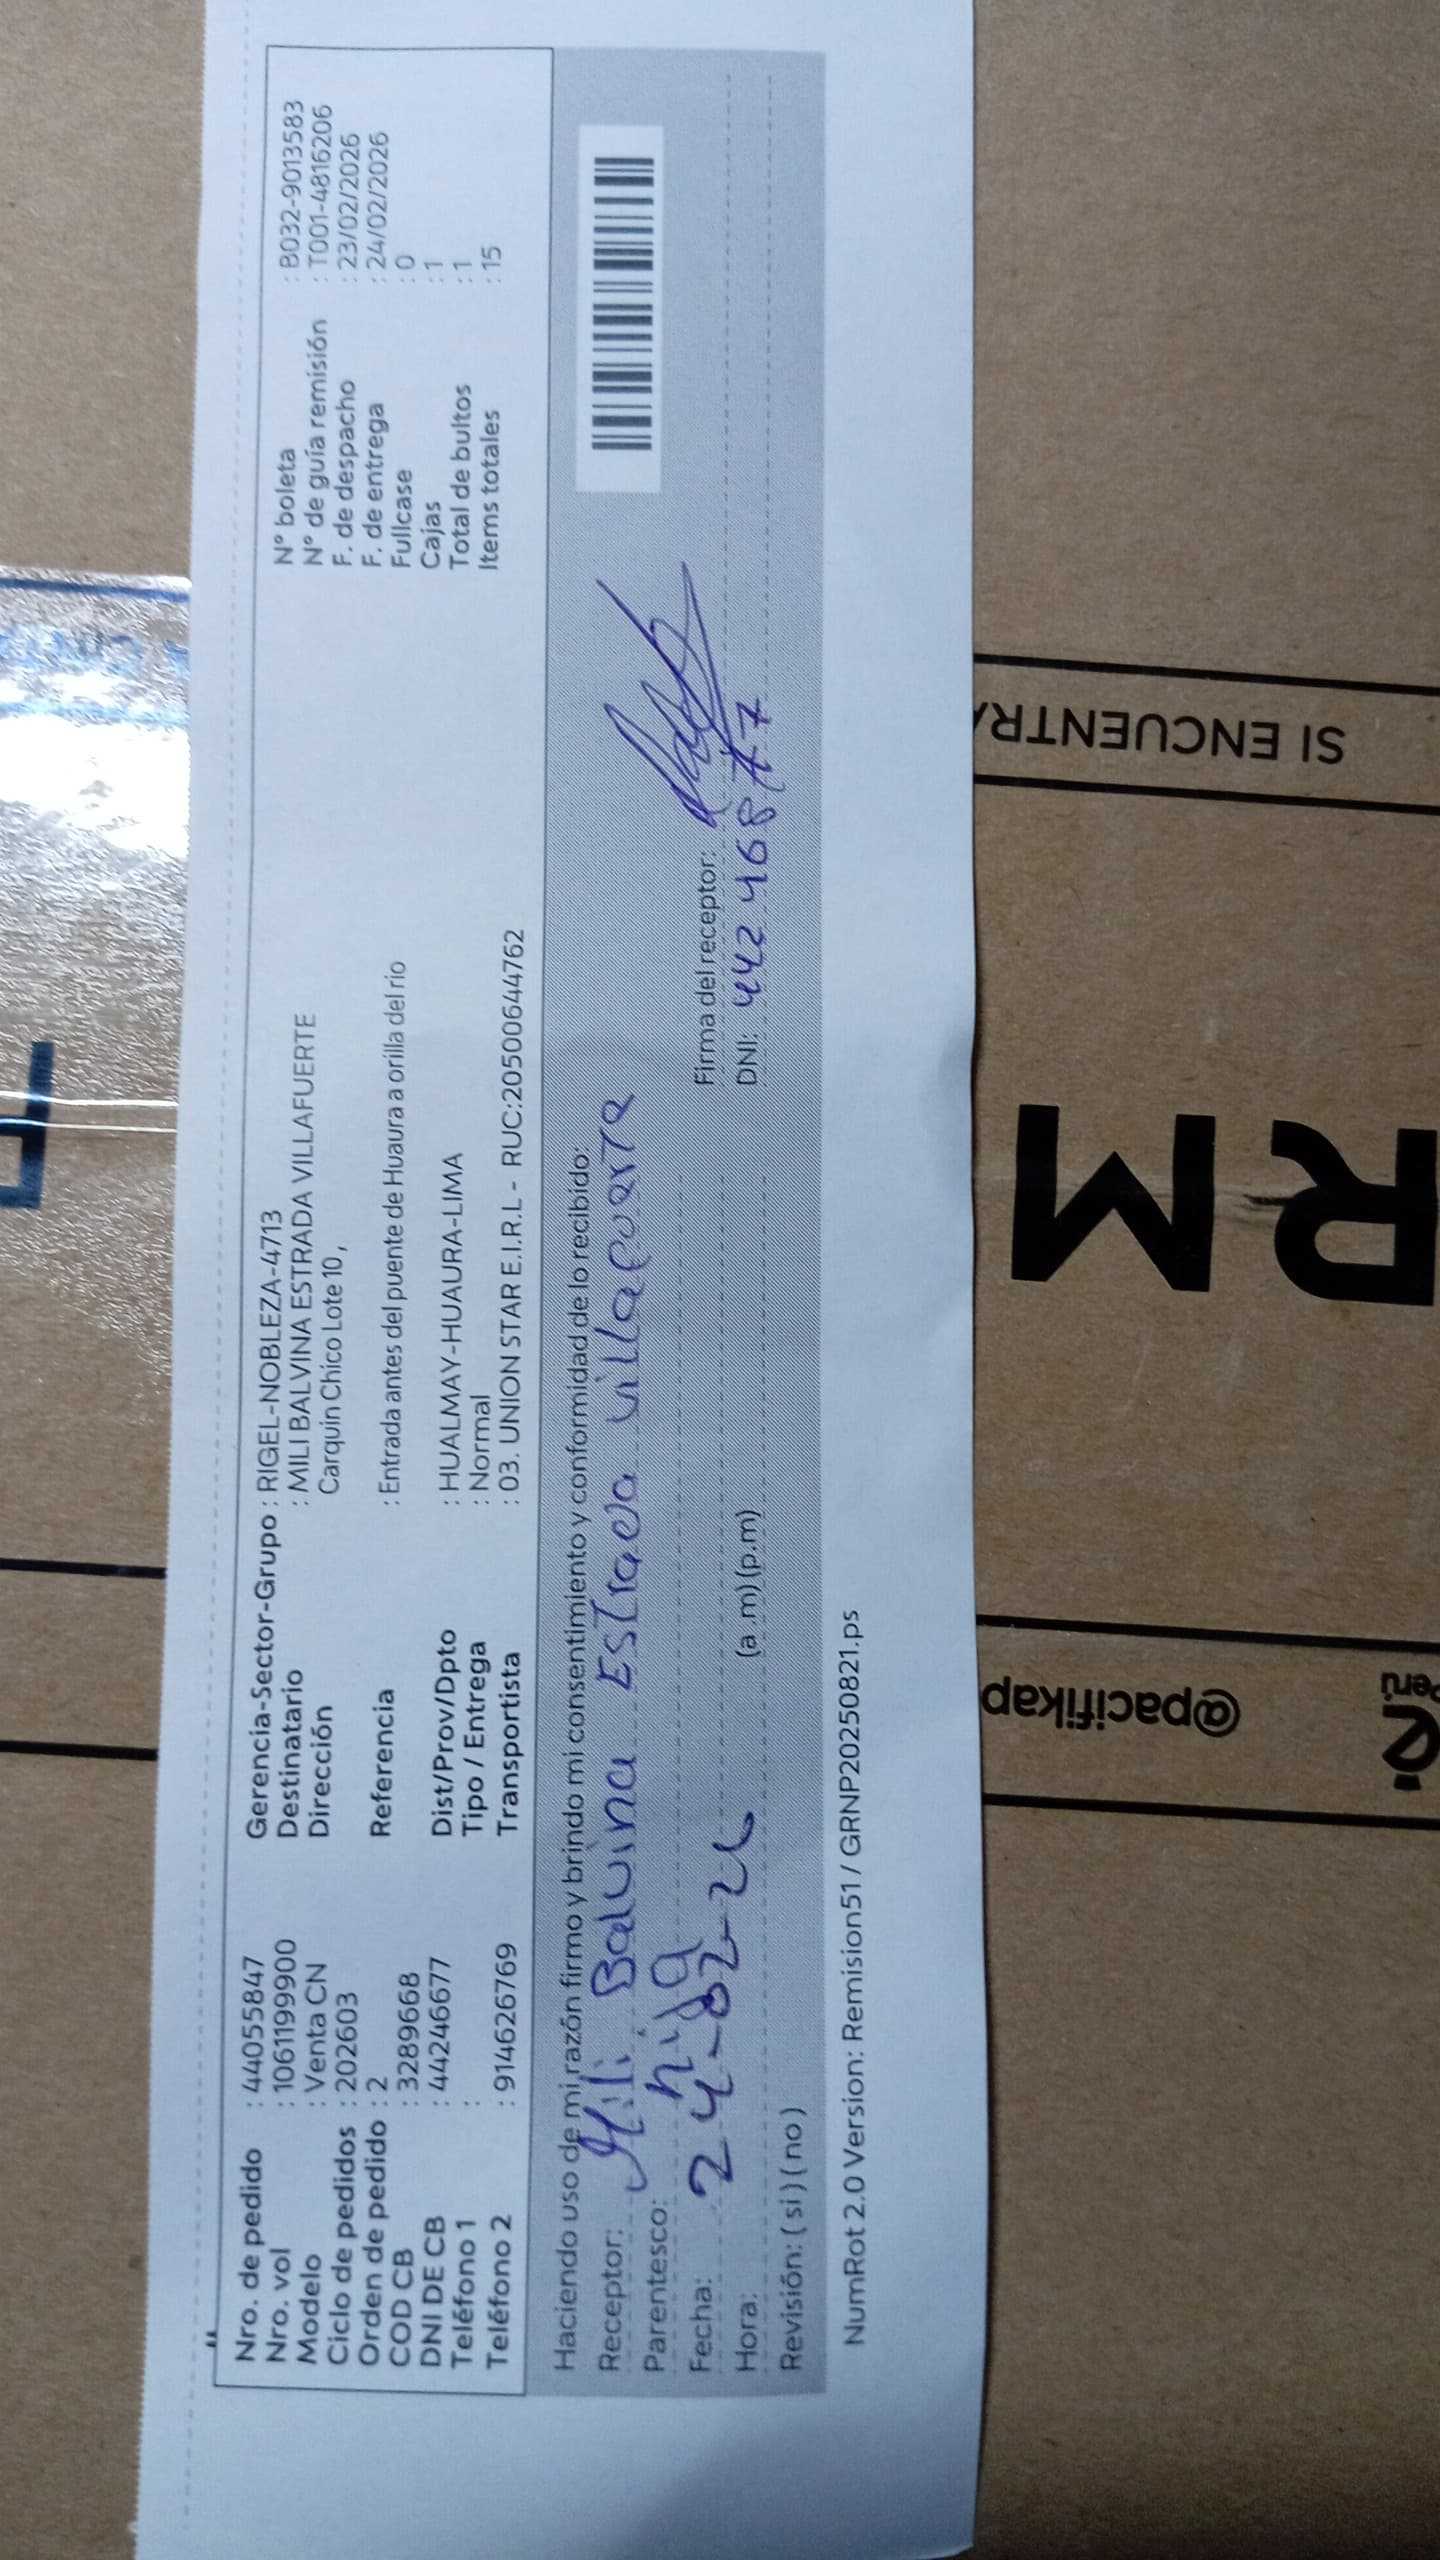 Nro. de pedido : 44055847
Nro. vol : 1061199900
Modelo : Venta CN
Ciclo de pedidos : 202603
Orden de pedido : 2
COD CB : 3289668
DNI DE CB : 44246677
Teléfono 1 :
Teléfono 2 : 914626769
Gerencia-Sector-Grupo : RIGEL-NOBLEZA-4713
Destinatario : MILI BALVINA ESTRADA VILLAFUERTE
Dirección Carquin Chico Lote 10 ,
Referencia : Entrada antes del puente de Huaura a orilla del rio
Dist/Prov/Dpto : HUALMAY-HUAURA-LIMA
Tipo / Entrega : Normal
Transportista : 03. UNION STAR E.I.R.L - RUC:20500644762
N° boleta : B032-9013583
N° de guía remisión : T001-4816206
F. de despacho : 23/02/2026
F. de entrega : 24/02/2026
Fullcase : 0
Cajas : 1
Total de bultos : 1
Items totales : 15
Haciendo uso de mi razón firmo y brindo mi consentimiento y conformidad de lo recibido:
Receptor: Mili Balvina Estrada Villafuerta
Parentesco:
Fecha: 24-02-26
Hora: (a .m) (p.m)
Revisión: ( si ) ( no )
Firma del receptor:
DNI: 442468
NumRot 2.0 Version: Remision51 / GRNP20250821.ps
SI ENCUENTRA
RM
@pacifikap